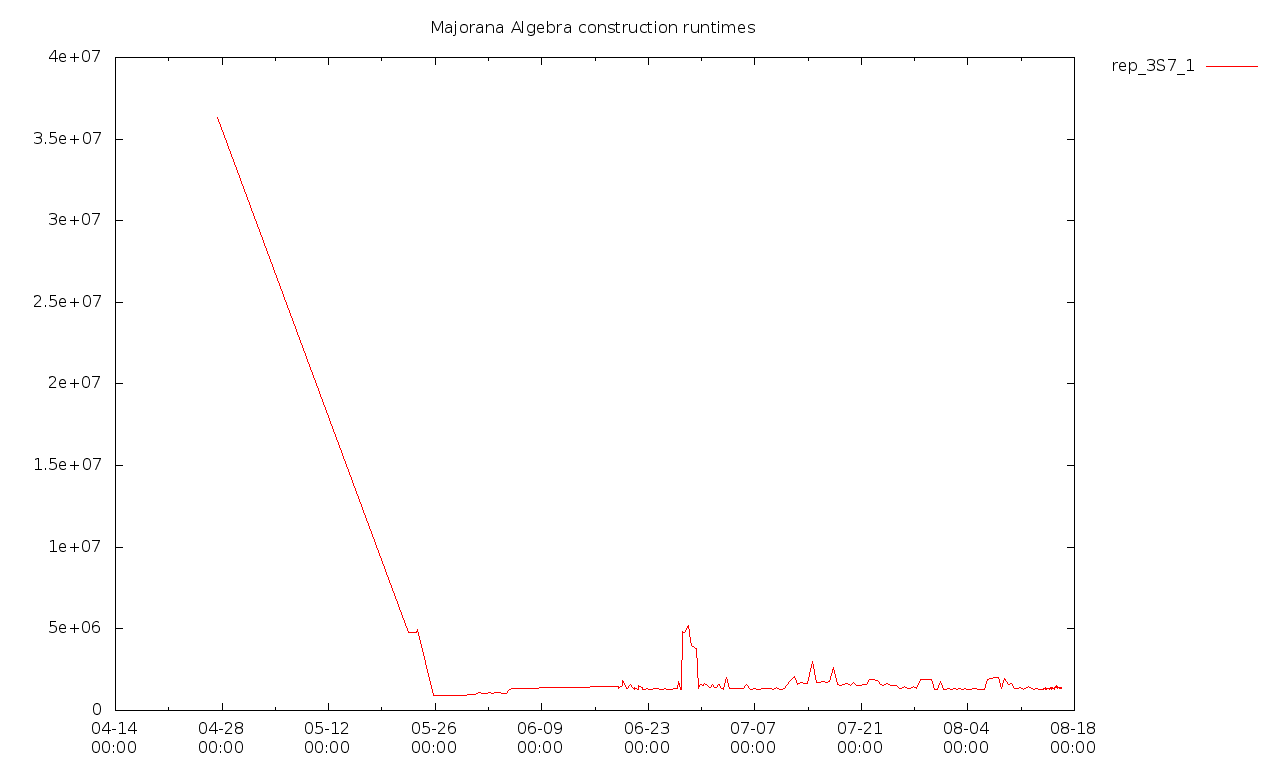 Majorana Algebra construction runtimes
rep_3S7_1
4e+07
3.5e+07
3e+07
2.5e+07
2e+07
1.5e+07
1e+07
5e+06
0
04-14 04-28 05-12 05-26 06-09 06-23 07-07 07-21 08-04 08-18
00:00 00:00 00:00 00:00 00:00 00:00 00:00 00:00 00:00 00:00